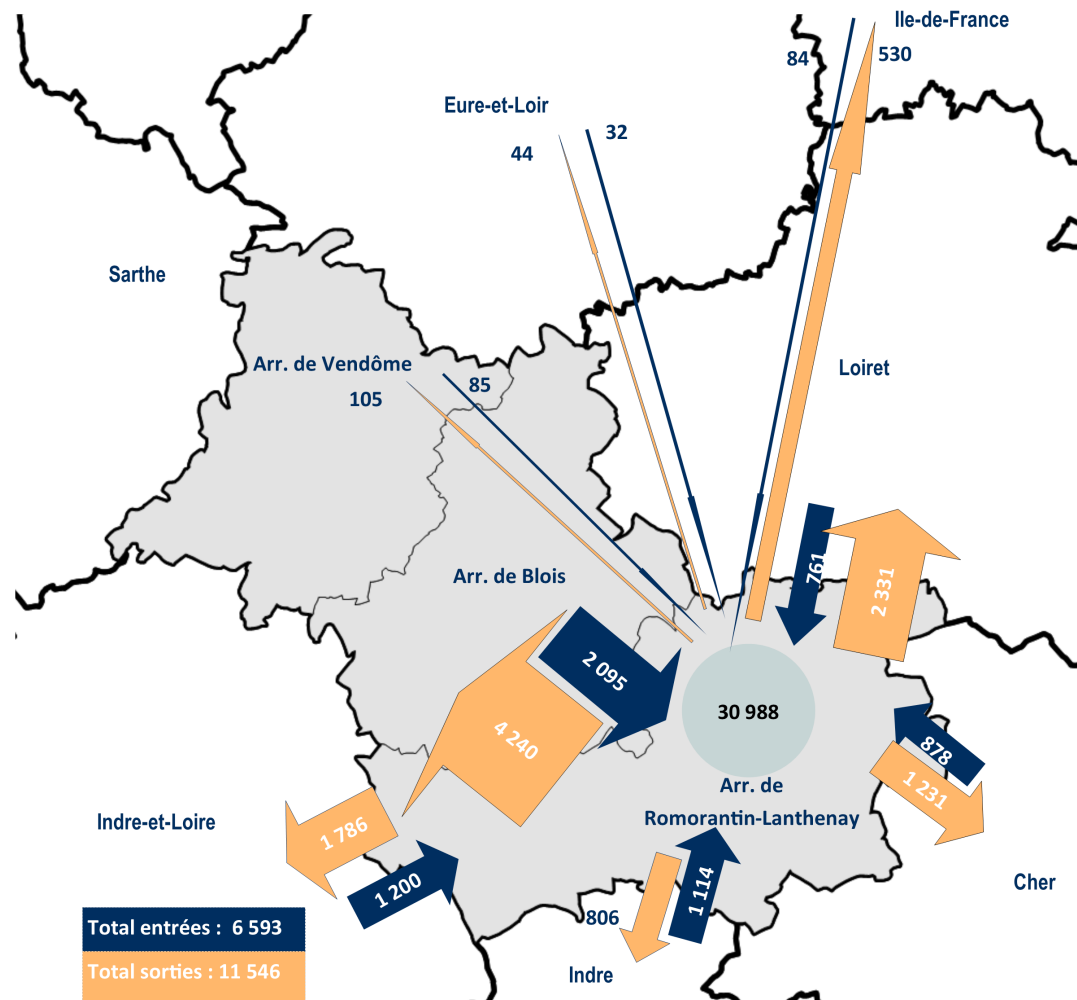 Ile-de-France
84
530
Eure-et-Loir
32
44
Sarthe
Arr. de Vendôme
85
105
Loiret
Arr. de Blois
761
2 331
2 095
4 240
30 988
878
1 231
Arr. de
Romorantin-Lanthenay
Indre-et-Loire
1 786
1 200
1 114
806
Cher
Indre
Total entrées : 6 593
Total sorties : 11 546